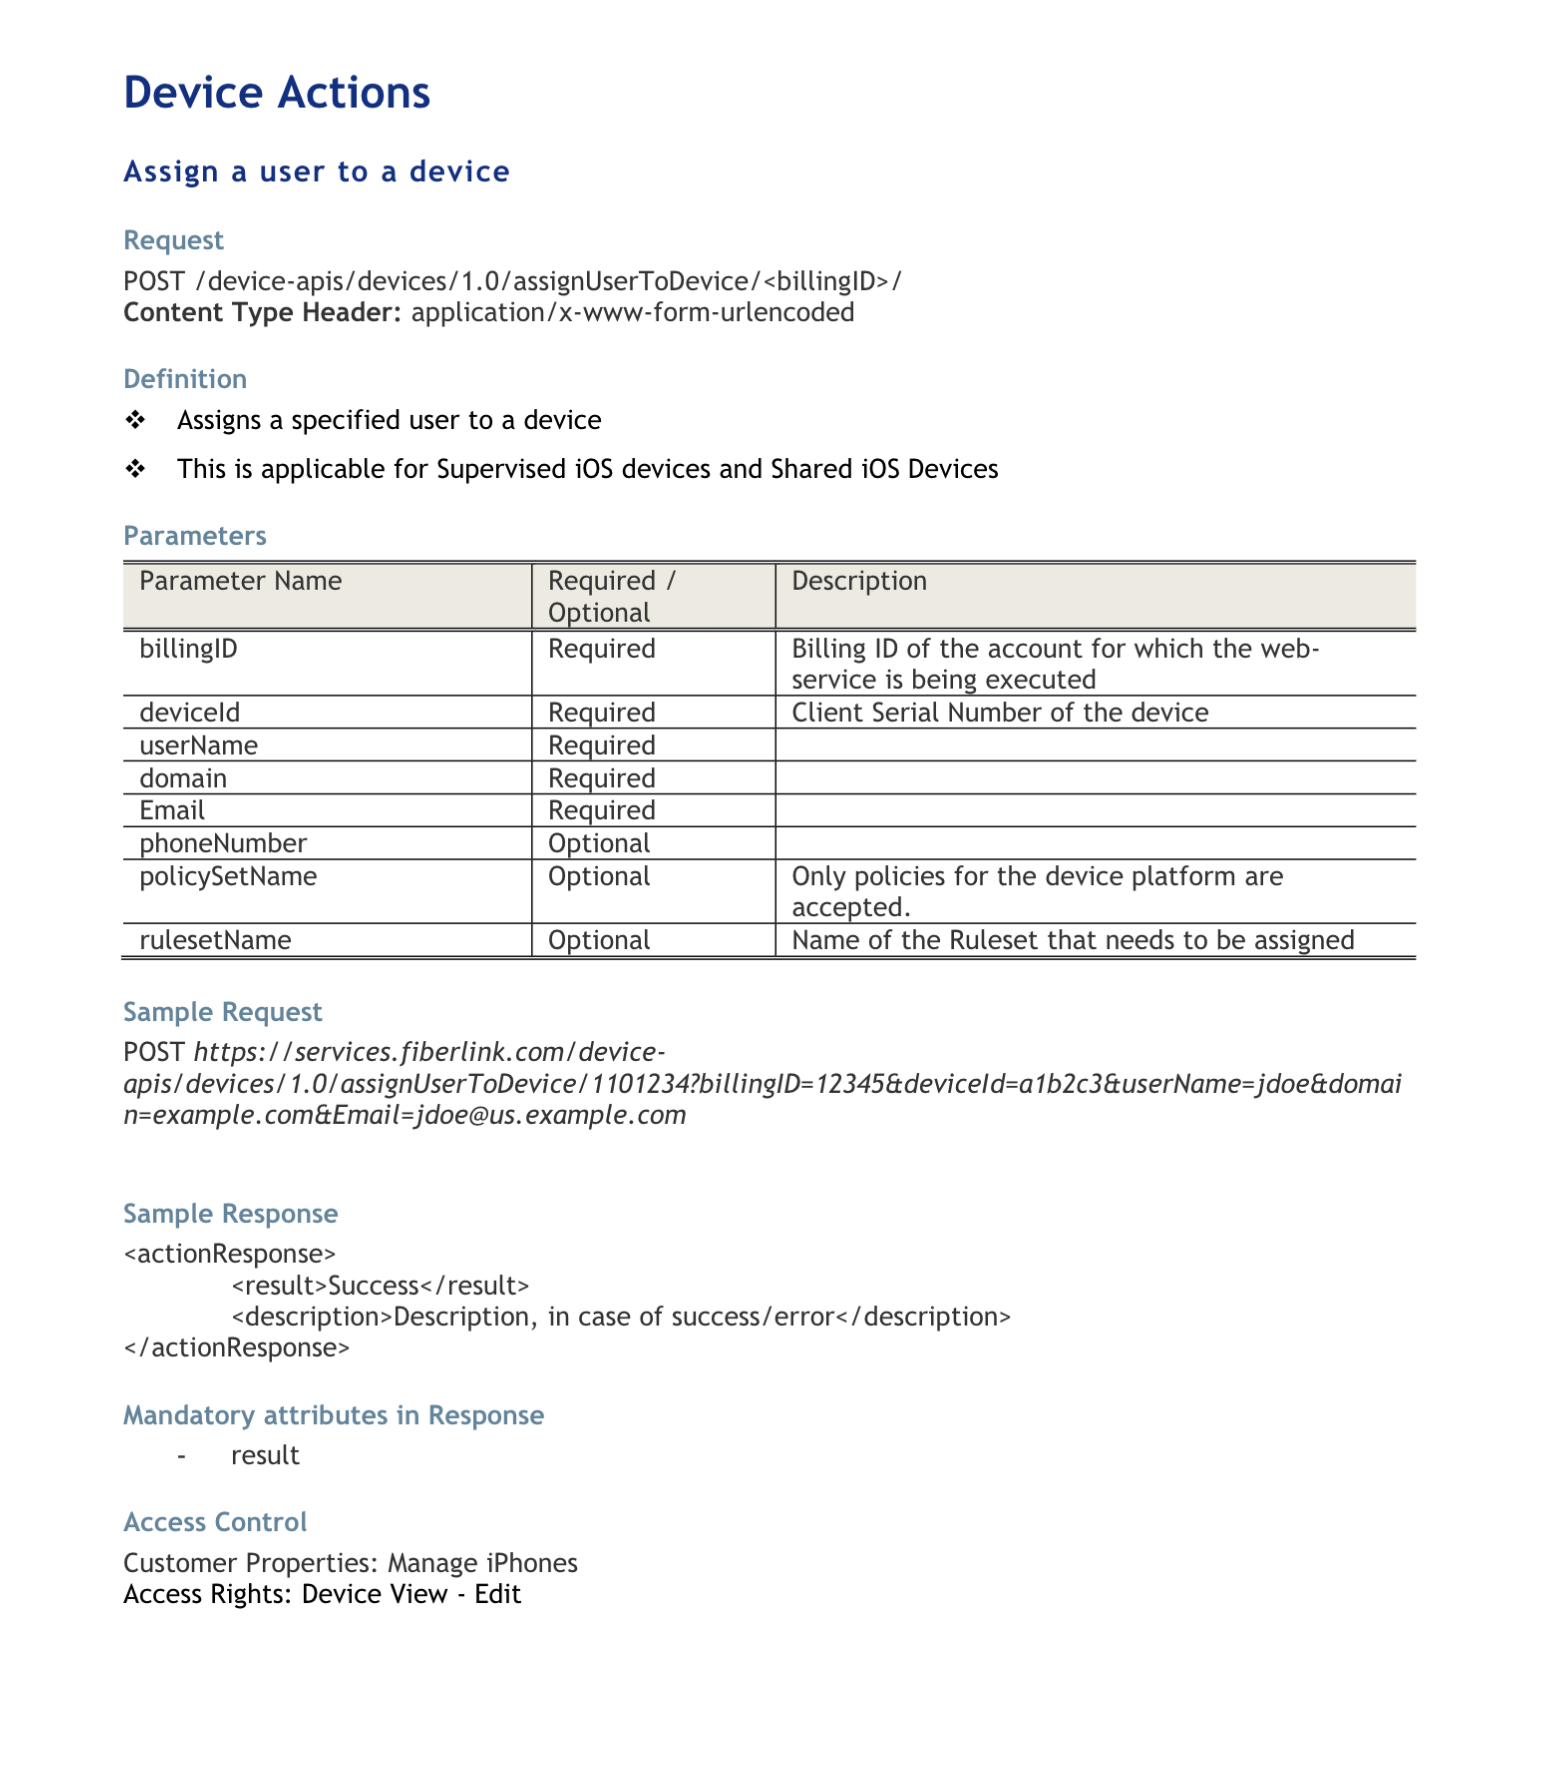 Device Actions
Assign a user to a device
Request
POST /device-apis/devices/1.0/assignUserToDevice/<billingID>/
Content Type Header: application/x-www-form-urlencoded
Definition
❖ Assigns a specified user to a device
❖ This is applicable for Supervised iOS devices and Shared iOS Devices
Parameters
Parameter Name Required / Description
Optional
billingID Required Billing ID of the account for which the web-
service is being executed
deviceId Required Client Serial Number of the device
userName Required
domain Required
Email Required
phoneNumber Optional
policySetName Optional Only policies for the device platform are
accepted.
rulesetName Optional Name of the Ruleset that needs to be assigned
Sample Request
POST https://services.fiberlink.com/device-
apis/devices/1.0/assignUserToDevice/1101234?billingID=12345&deviceId=a1b2c3&userName=jdoe&domai
n=example.com&Email=jdoe@us.example.com
Sample Response
<actionResponse>
<result>Success</result>
<description>Description, in case of success/error</description>
</actionResponse>
Mandatory attributes in Response
- result
Access Control
Customer Properties: Manage iPhones
Access Rights: Device View - Edit